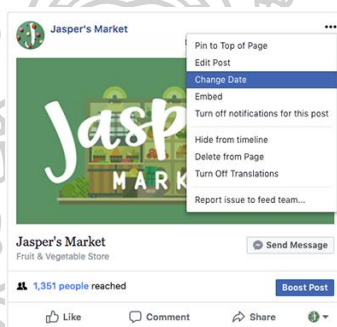 Jasper's Market
Pin to Top of Page
Edit Post
Change Date
Embed
Turn off notifications for this post
Hide from timeline
Delete from Page
Turn Off Translations
Report issue to feed team...
Jasp
MARK
Jasper's Market
Fruit & Vegetable Store
Send Message
1,351 people reached
Boost Post
Like
Comment
Share